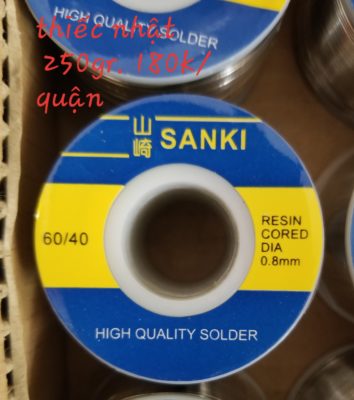 HIGH QUALITY SOLDER
thiếc nhật
250gr. 180k/
quận
山崎 SANKI
60/40
RESIN
CORED
DIA
0.8mm
HIGH QUALITY SOLDER